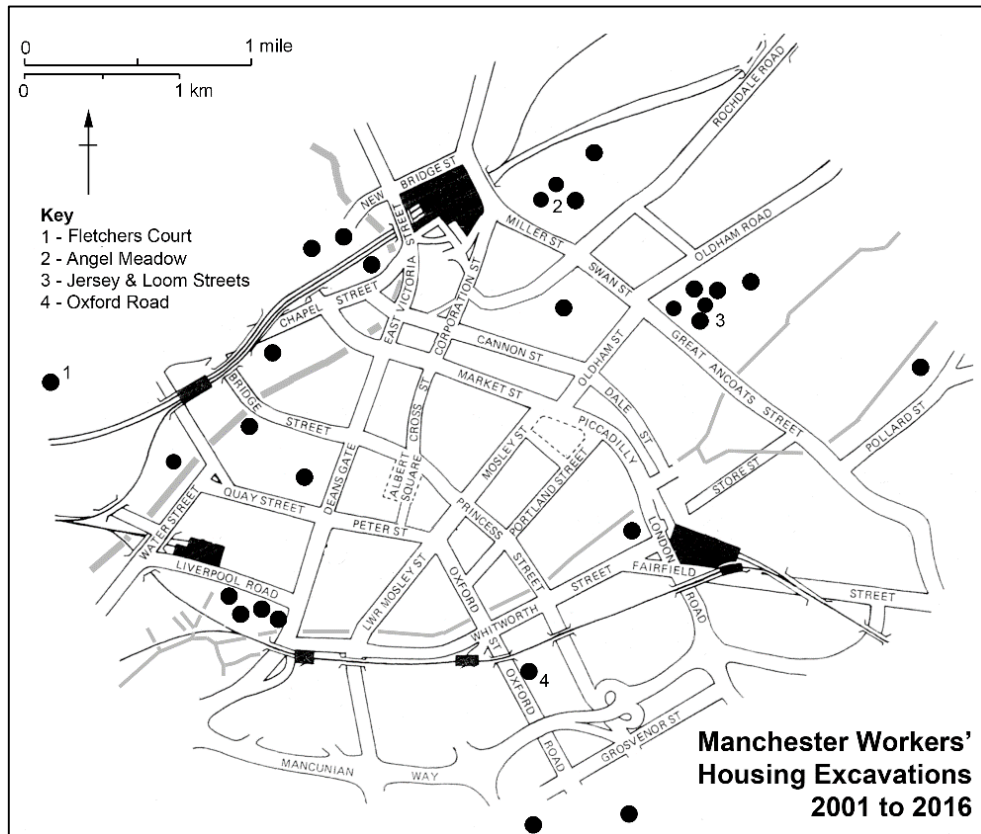 0 1 mile
0 1 km
Key
1 - Fletchers Court
2 - Angel Meadow
3 - Jersey & Loom Streets
4 - Oxford Road
ROCHDALE ROAD
NEW BRIDGE ST
2
MILLER ST
OLDHAM ROAD
SWAN ST
EAST VICTORIA STREET
CORPORATION ST
CHAPEL STREET
3
CANNON ST
OLDHAM ST
GREAT ANCOATS STREET
1
MARKET ST
DALE ST
POLLARD ST
BRIDGE STREET
CROSS ST
PICCADILLY
MOSLEY ST
STORE ST
ALBERT SQUARE
PORTLAND STREET
DEANS GATE
QUAY STREET
PRINCESS STREET
PETER ST
WATER STREET
LONDON ROAD
FAIRFIELD STREET
LIVERPOOL ROAD
LWR MOSLEY ST
OXFORD ST
WHITWORTH STREET
4
OXFORD ROAD
GROSVENOR ST
MANCUNIAN WAY
Manchester Workers'
Housing Excavations
2001 to 2016